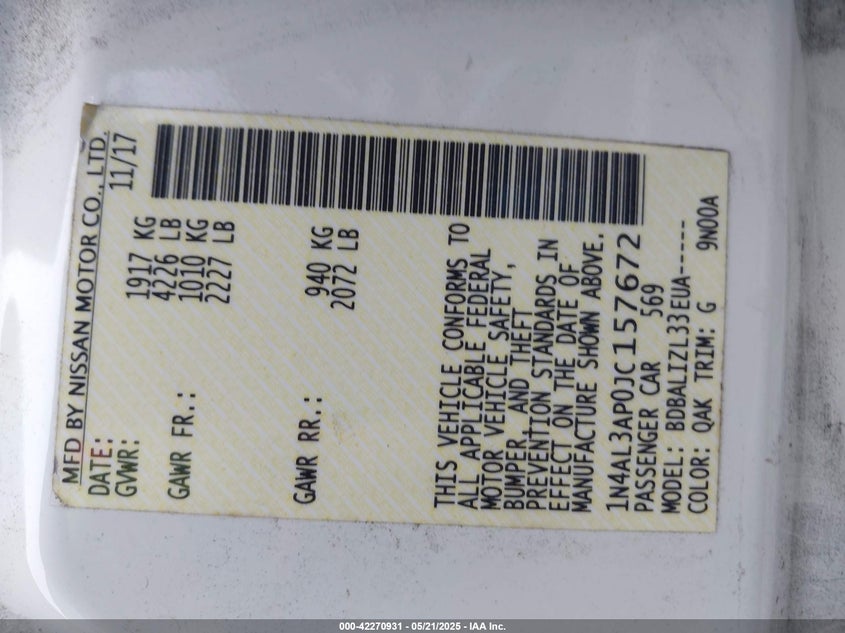 MFD BY NISSAN MOTOR CO., LTD.
DATE: 11/17
GVWR: 1917 KG
4226 LB
GAWR FR.: 1010 KG
2227 LB
GAWR RR.: 940 KG
2072 LB
THIS VEHICLE CONFORMS TO
ALL APPLICABLE FEDERAL
MOTOR VEHICLE SAFETY,
BUMPER, AND THEFT
PREVENTION STANDARDS IN
EFFECT ON THE DATE OF
MANUFACTURE SHOWN ABOVE.
1N4AL3AP0JC157672
PASSENGER CAR 569
MODEL: BDBALIZL33EUA-----
COLOR: QAK TRIM: G 9N00A
000-42270931 - 05/21/2025 - IAA Inc.